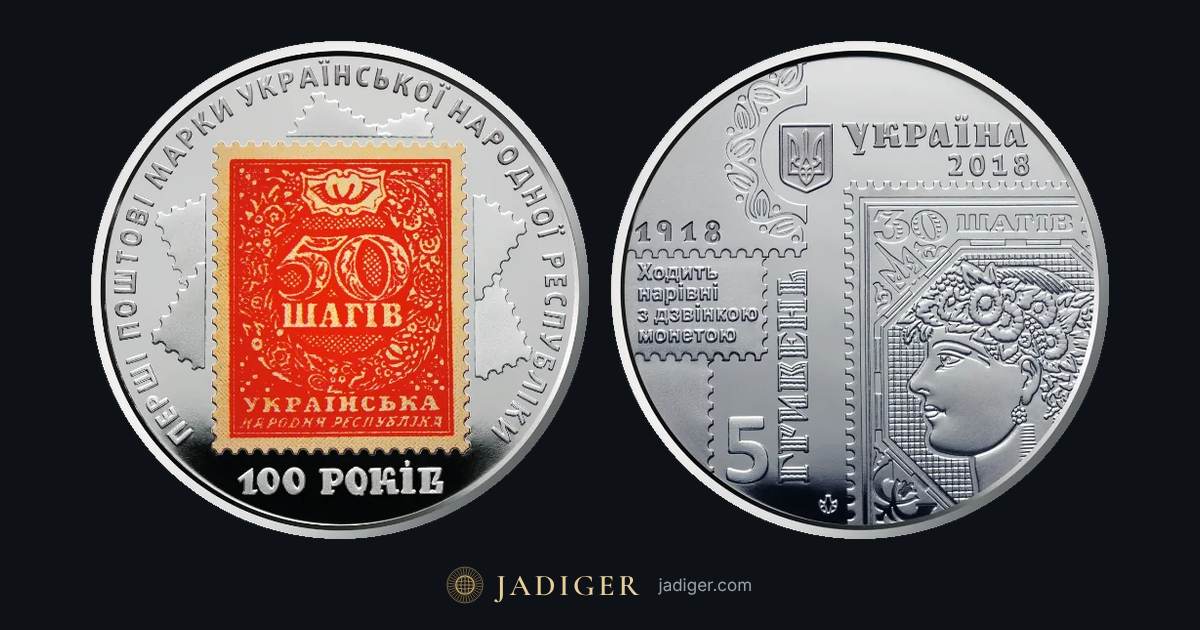 ПЕРШІ ПОШТОВІ МАРКИ УКРАЇНСЬКОЇ НАРОДНОЇ РЕСПУБЛІКИ
50
ШАГІВ
УКРАЇНСЬКА
НАРОДНЯ РЕСПУБЛІКА
100 РОКІВ
УКРАЇНА
2018
1918
30 ШАГІВ
Ходить
нарівні
з дзвінкою
монетою
5
ГРИВЕНЬ
JADIGER
jadiger.com